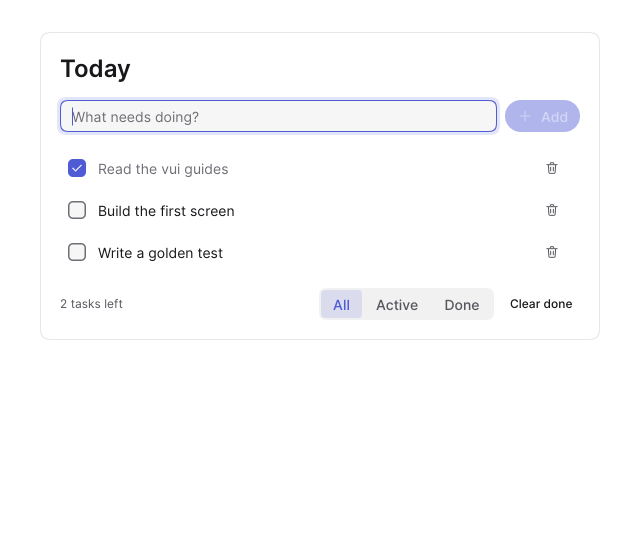 Today
What needs doing?
Add
Read the vui guides
Build the first screen
Write a golden test
2 tasks left
All
Active
Done
Clear done